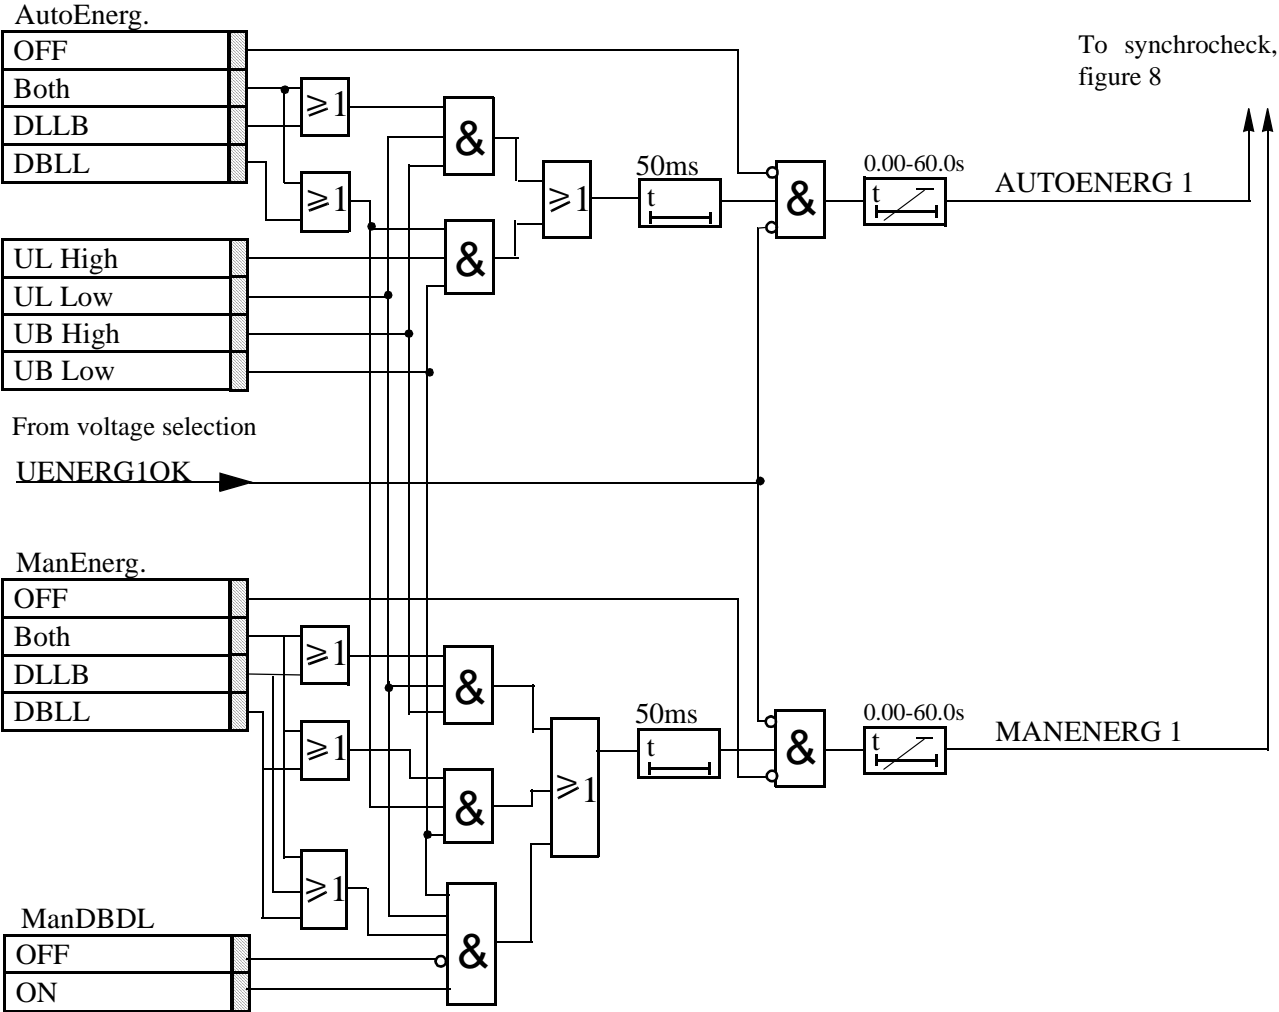 AutoEnerg.
OFF
Both
DLLB
DBLL
To synchrocheck,
figure 8
≥1
≥1
&
&
≥1
50ms
t
&
0.00-60.0s
t
AUTOENERG 1
UL High
UL Low
UB High
UB Low
From voltage selection
UENERG1OK
ManEnerg.
OFF
Both
DLLB
DBLL
≥1
≥1
≥1
&
&
&
≥1
50ms
t
&
0.00-60.0s
t
MANENERG 1
ManDBDL
OFF
ON